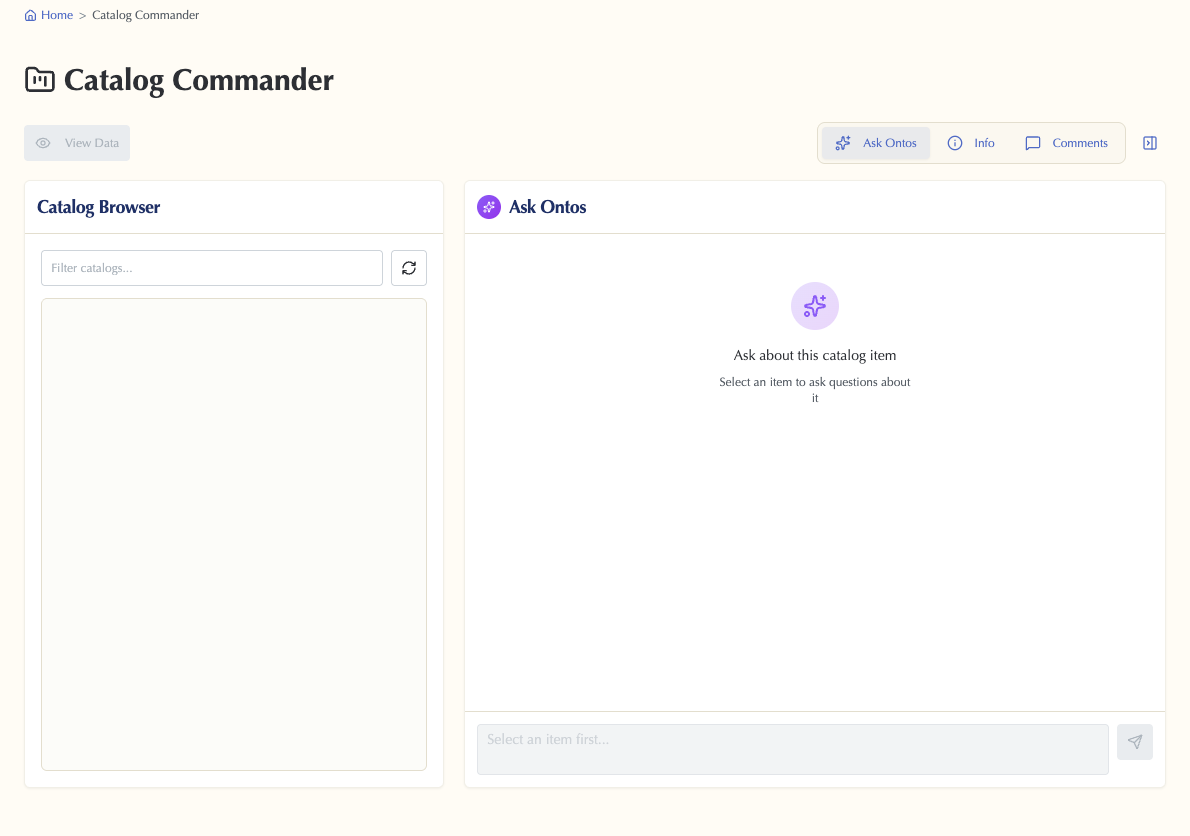 Home > Catalog Commander
Catalog Commander
View Data
Ask Ontos
Info
Comments
Catalog Browser
Filter catalogs...
Ask Ontos
Ask about this catalog item
Select an item to ask questions about
it
Select an item first...